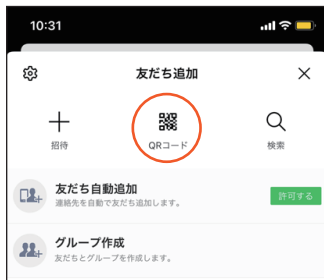 10:31
友だち追加
招待
QRコード
検索
友だち自動追加
連絡先を自動で友だち追加します。
許可する
グループ作成
友だちとグループを作成します。